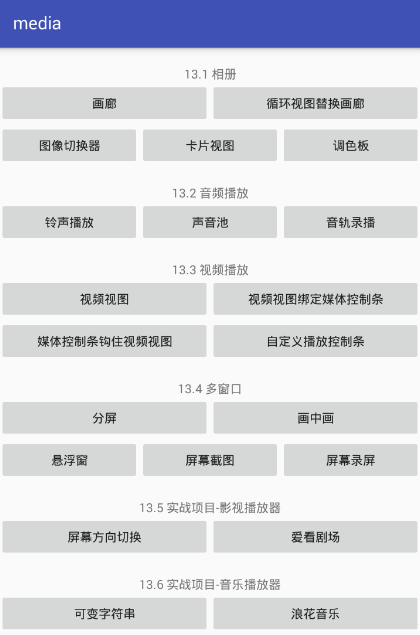 media
13.1 相册
画廊 循环视图替换画廊
图像切换器 卡片视图 调色板
13.2 音频播放
铃声播放 声音池 音轨录播
13.3 视频播放
视频视图 视频视图绑定媒体控制条
媒体控制条钩住视频视图 自定义播放控制条
13.4 多窗口
分屏 画中画
悬浮窗 屏幕截图 屏幕录屏
13.5 实战项目-影视播放器
屏幕方向切换 爱看剧场
13.6 实战项目-音乐播放器
可变字符串 浪花音乐